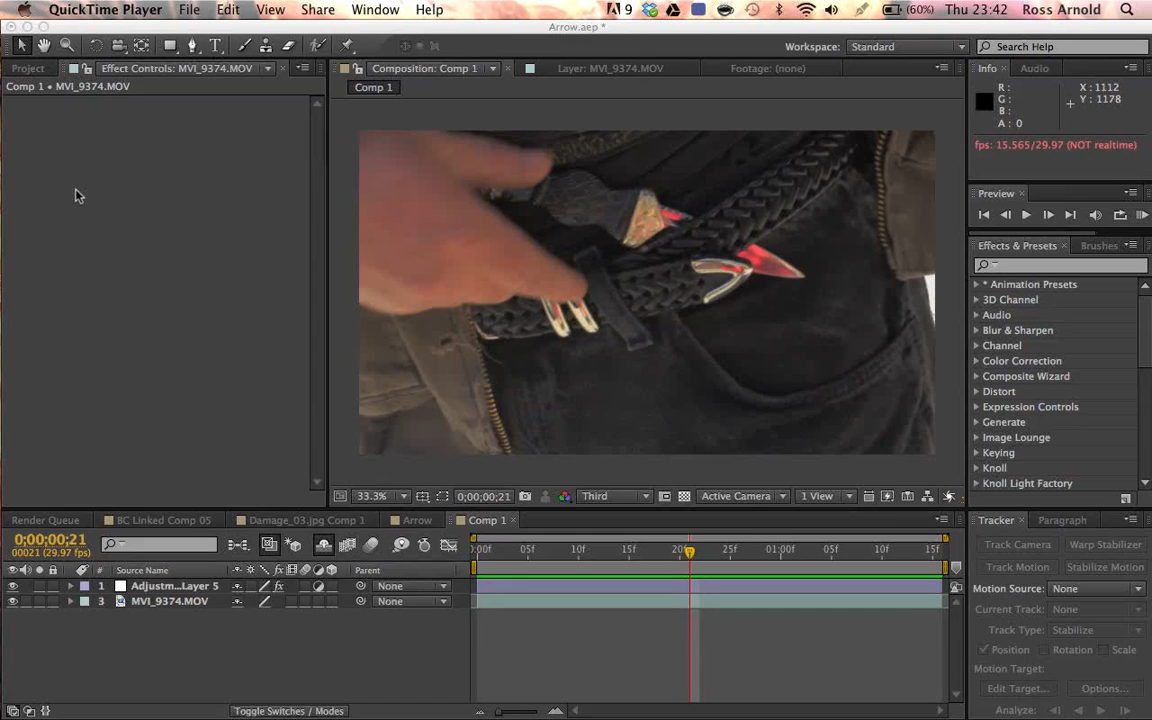 QuickTime Player File Edit View Share Window Help 9 (60%) Thu 23:42 Ross Arnold
Arrow.aep *
Workspace: Standard Search Help
Project Effect Controls: MVI_9374.MOV Composition: Comp 1 Layer: MVI_9374.MOV Footage: (none) Info Audio
Comp 1 • MVI_9374.MOV Comp 1
R: X: 1112
G: Y: 1178
B:
A: 0
fps: 15.565/29.97 (NOT realtime)
Preview
Effects & Presets Brushes
* Animation Presets
3D Channel
Audio
Blur & Sharpen
Channel
Color Correction
Composite Wizard
Distort
Expression Controls
Generate
Image Lounge
Keying
Knoll
Knoll Light Factory
33.3% 0;00;00;21 Third Active Camera 1 View
Render Queue BC Linked Comp 05 Damage_03.jpg Comp 1 Arrow Comp 1 Tracker Paragraph
0;00;00;21
00021 (29.97 fps)
:00f 05f 10f 15f 20f 25f 01:00f 05f 10f 15f
# Source Name Parent
1 Adjustm...Layer 5 fx None
3 MVI_9374.MOV None
Track Camera Warp Stabilizer
Track Motion Stabilize Motion
Motion Source: None
Current Track: None
Track Type: Stabilize
Position Rotation Scale
Motion Target:
Edit Target... Options...
Analyze:
Toggle Switches / Modes